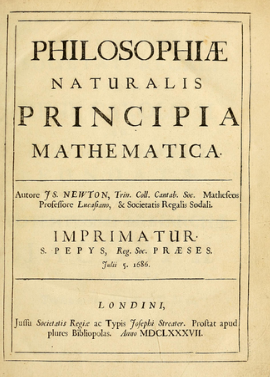 PHILOSOPHIÆ
NATURALIS
PRINCIPIA
MATHEMATICA.
Autore JS. NEWTON, Trin. Coll. Cantab. Soc. Matheseos
Professore Lucasiano, & Societatis Regalis Sodali.
IMPRIMATUR.
S. PEPYS, Reg. Soc. PRÆSES.
Julii 5. 1686.
LONDINI,
Jussu Societatis Regiæ ac Typis Josephi Streater. Prostat apud
plures Bibliopolas. Anno MDCLXXXVII.